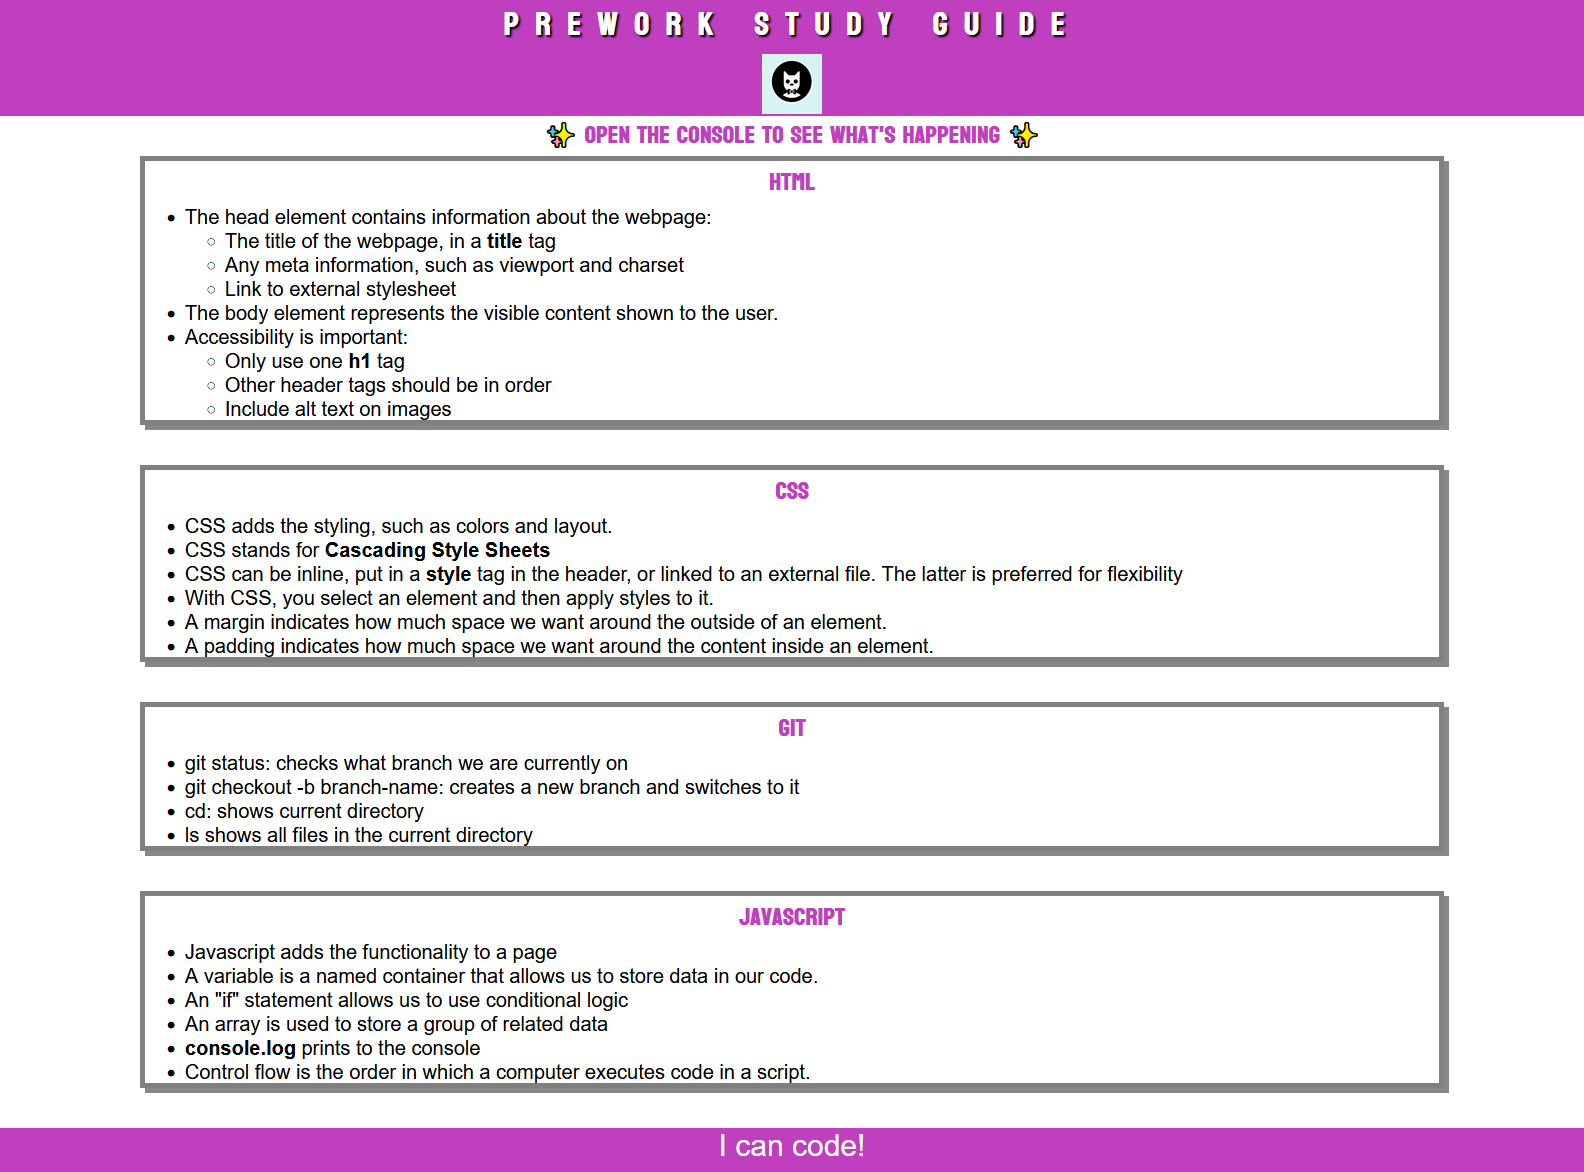 PREWORK STUDY GUIDE
✨ OPEN THE CONSOLE TO SEE WHAT'S HAPPENING ✨
HTML
• The head element contains information about the webpage:
○ The title of the webpage, in a title tag
○ Any meta information, such as viewport and charset
○ Link to external stylesheet
• The body element represents the visible content shown to the user.
• Accessibility is important:
○ Only use one h1 tag
○ Other header tags should be in order
○ Include alt text on images
CSS
• CSS adds the styling, such as colors and layout.
• CSS stands for Cascading Style Sheets
• CSS can be inline, put in a style tag in the header, or linked to an external file. The latter is preferred for flexibility
• With CSS, you select an element and then apply styles to it.
• A margin indicates how much space we want around the outside of an element.
• A padding indicates how much space we want around the content inside an element.
GIT
• git status: checks what branch we are currently on
• git checkout -b branch-name: creates a new branch and switches to it
• cd: shows current directory
• ls shows all files in the current directory
JAVASCRIPT
• Javascript adds the functionality to a page
• A variable is a named container that allows us to store data in our code.
• An "if" statement allows us to use conditional logic
• An array is used to store a group of related data
• console.log prints to the console
• Control flow is the order in which a computer executes code in a script.
I can code!